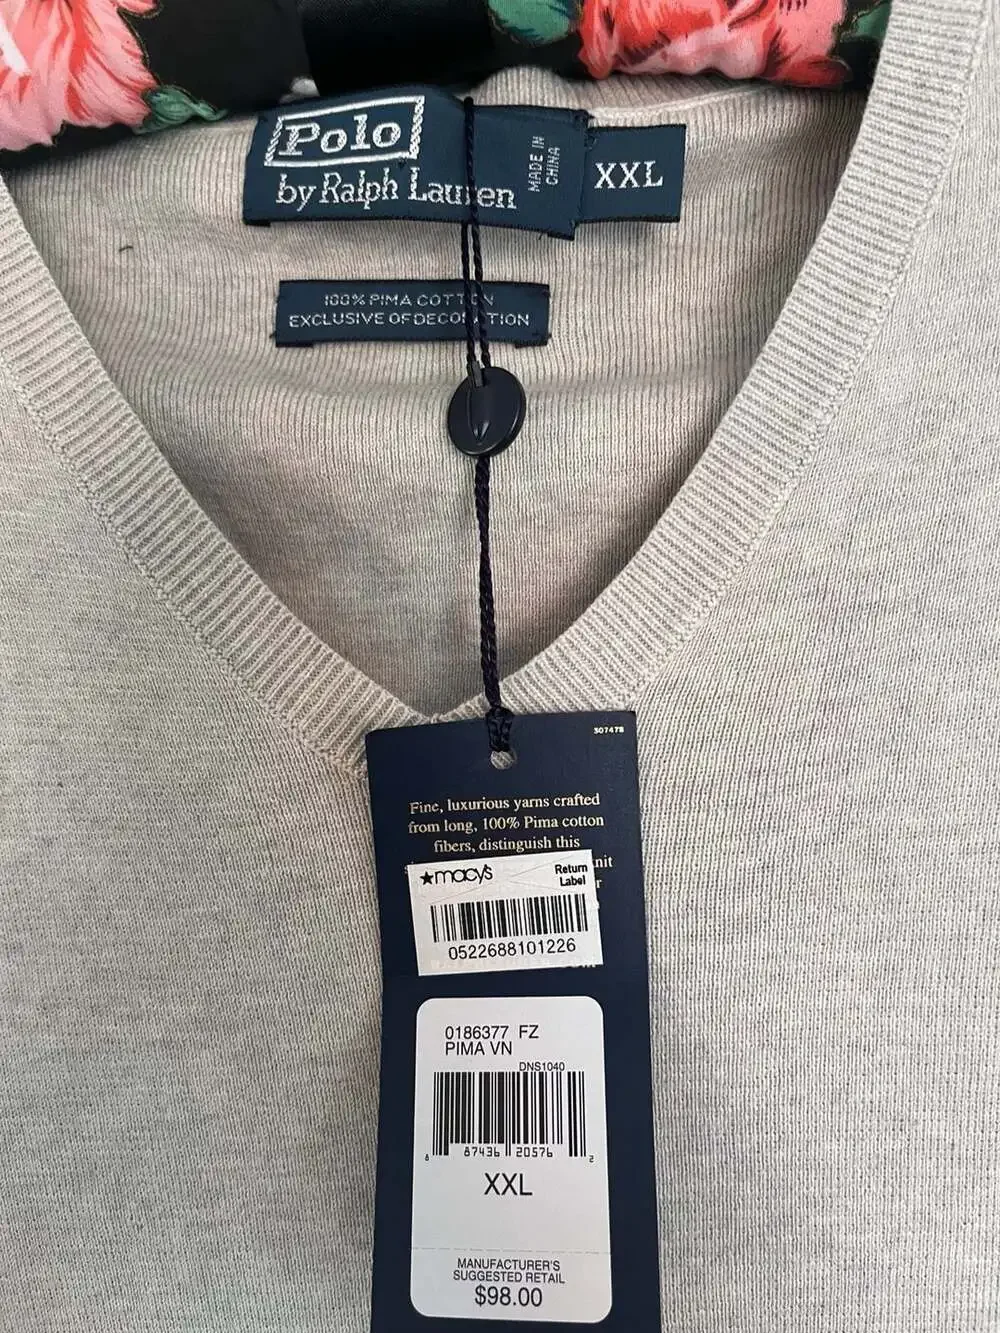 Polo
by Ralph Lauren
MADE IN
CHINA
XXL
100% PIMA COTTON
EXCLUSIVE OF DECORATION
307478
Fine, luxurious yarns crafted
from long, 100% Pima cotton
fibers, distinguish this
macy's
Return
Label
0522688101226
0186377 FZ
PIMA VN
DNS1040
8 87436 20576 2
XXL
MANUFACTURER'S
SUGGESTED RETAIL
$98.00